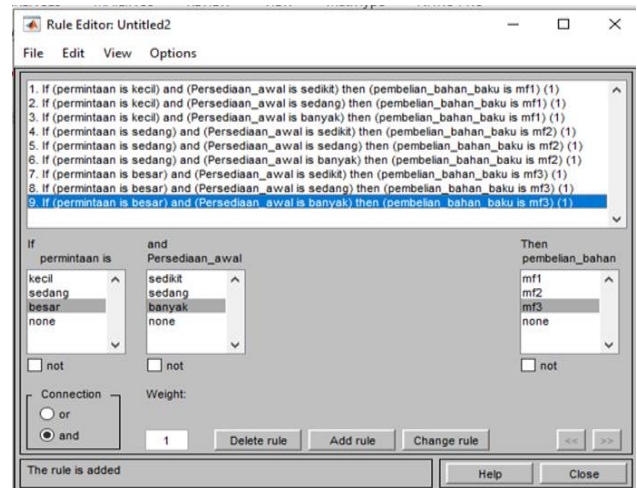 Rule Editor: Untitled2
File Edit View Options
1. If (permintaan is kecil) and (Persediaan_awal is sedikit) then (pembelian_bahan_baku is mf1) (1)
2. If (permintaan is kecil) and (Persediaan_awal is sedang) then (pembelian_bahan_baku is mf1) (1)
3. If (permintaan is kecil) and (Persediaan_awal is banyak) then (pembelian_bahan_baku is mf1) (1)
4. If (permintaan is sedang) and (Persediaan_awal is sedikit) then (pembelian_bahan_baku is mf2) (1)
5. If (permintaan is sedang) and (Persediaan_awal is sedang) then (pembelian_bahan_baku is mf2) (1)
6. If (permintaan is sedang) and (Persediaan_awal is banyak) then (pembelian_bahan_baku is mf2) (1)
7. If (permintaan is besar) and (Persediaan_awal is sedikit) then (pembelian_bahan_baku is mf3) (1)
8. If (permintaan is besar) and (Persediaan_awal is sedang) then (pembelian_bahan_baku is mf3) (1)
9. If (permintaan is besar) and (Persediaan_awal is banyak) then (pembelian_bahan_baku is mf3) (1)
If and Then
permintaan is Persediaan_awal pembelian_bahan
kecil sedikit mf1
sedang sedang mf2
besar banyak mf3
none none none
not not not
Connection Weight:
or
and 1 Delete rule Add rule Change rule << >>
The rule is added Help Close